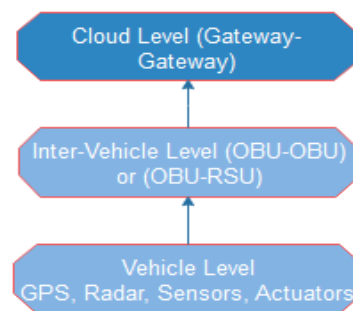 Cloud Level (Gateway-
Gateway)
Inter-Vehicle Level (OBU-OBU)
or (OBU-RSU)
Vehicle Level
GPS, Radar, Sensors, Actuators